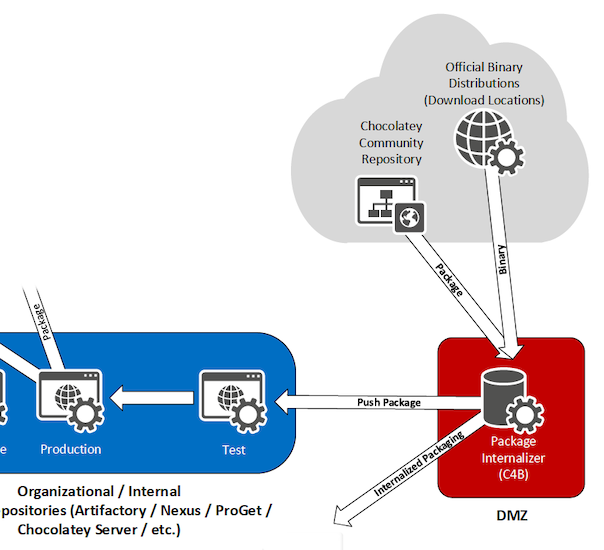 Official Binary
Distributions
(Download Locations)
Chocolatey
Community
Repository
Package
Binary
Package
Push Package
Internalized Packaging
Package
Internalizer
(C4B)
DMZ
Production
Test
Organizational / Internal
epositories (Artifactory / Nexus / ProGet /
Chocolatey Server / etc.)